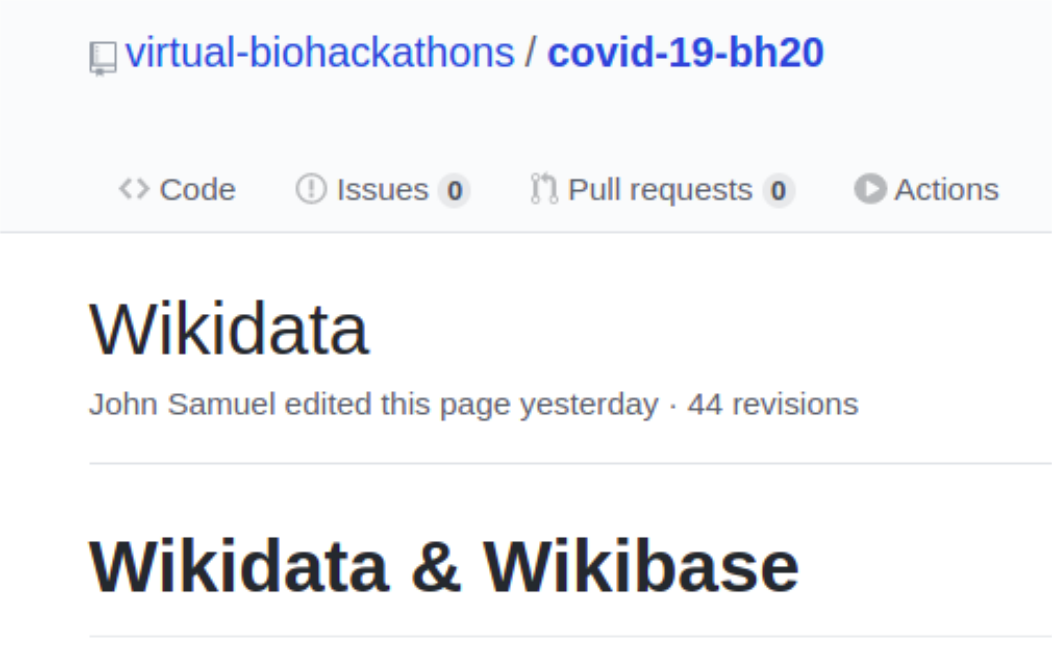 virtual-biohackathons / covid-19-bh20
Code Issues 0 Pull requests 0 Actions
Wikidata
John Samuel edited this page yesterday · 44 revisions
Wikidata & Wikibase